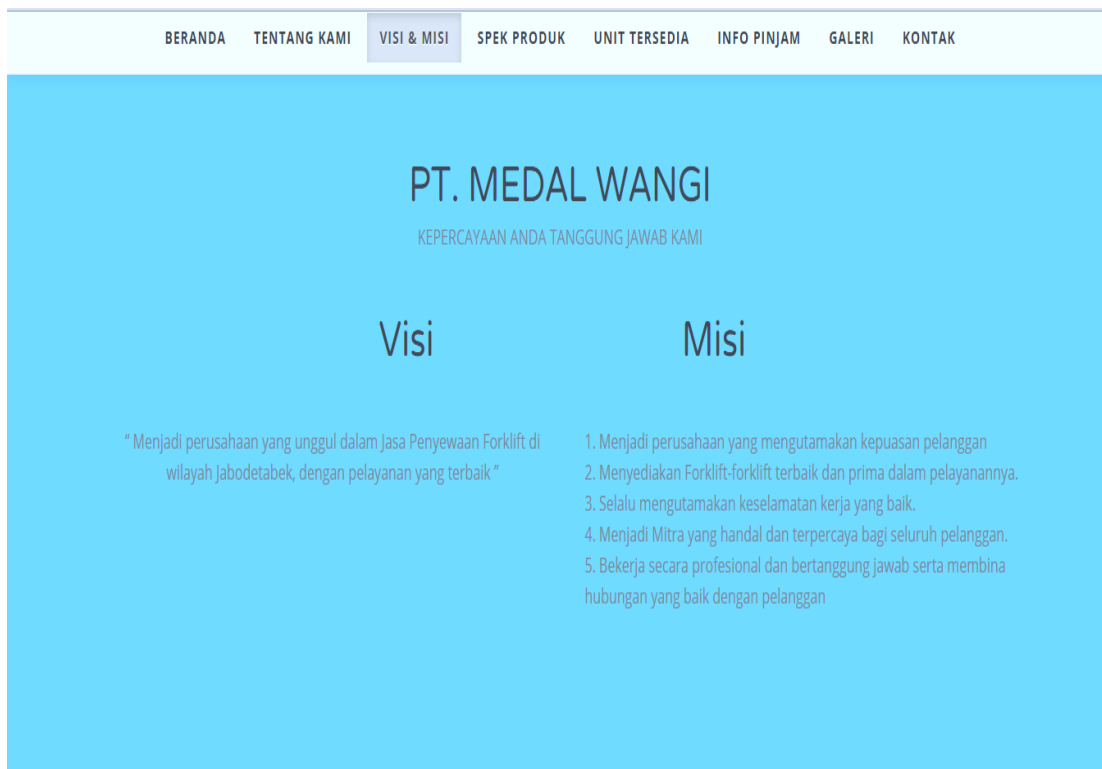 BERANDA TENTANG KAMI VISI & MISI SPEK PRODUK UNIT TERSEDIA INFO PINJAM GALERI KONTAK
PT. MEDAL WANGI
KEPERCAYAAN ANDA TANGGUNG JAWAB KAMI
Visi
“ Menjadi perusahaan yang unggul dalam Jasa Penyewaan Forklift di
wilayah Jabodetabek, dengan pelayanan yang terbaik ”
Misi
1. Menjadi perusahaan yang mengutamakan kepuasan pelanggan
2. Menyediakan Forklift-forklift terbaik dan prima dalam pelayanannya.
3. Selalu mengutamakan keselamatan kerja yang baik.
4. Menjadi Mitra yang handal dan terpercaya bagi seluruh pelanggan.
5. Bekerja secara profesional dan bertanggung jawab serta membina
hubungan yang baik dengan pelanggan